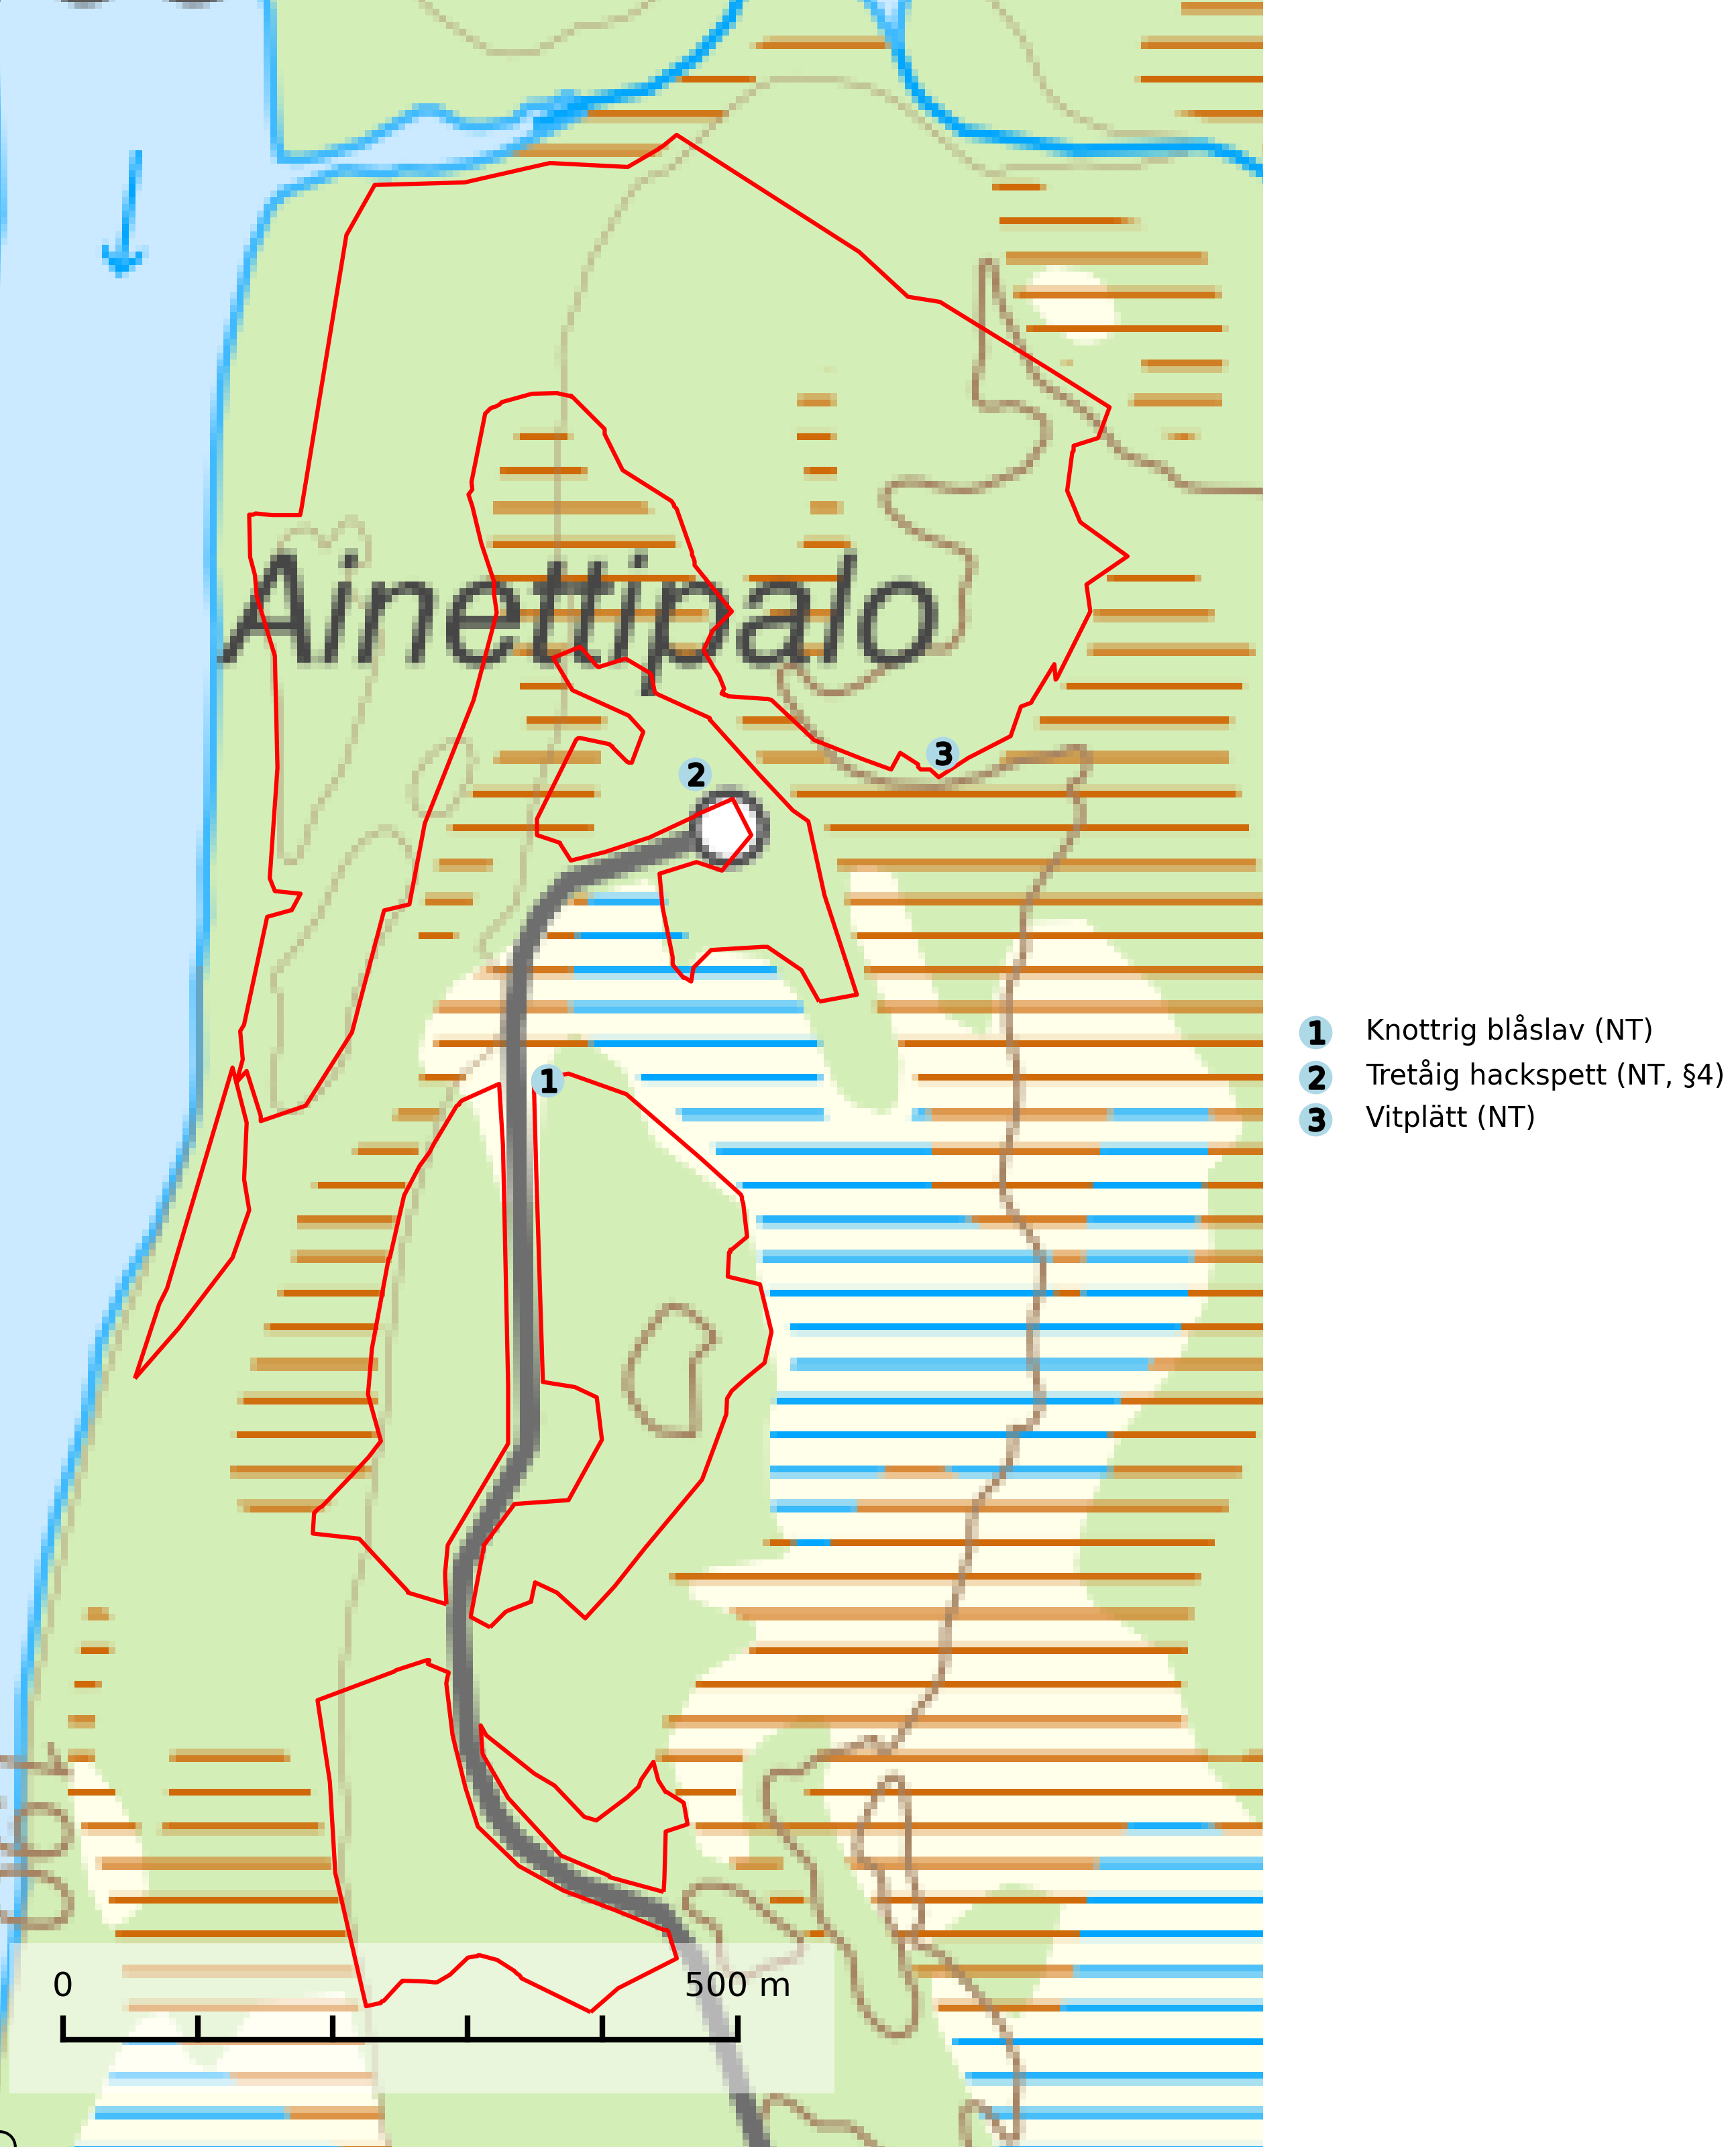 Ainettipalo
3
2
1
1 Knottrig blåslav (NT)
2 Tretåig hackspett (NT, §4)
3 Vitplätt (NT)
0 500 m